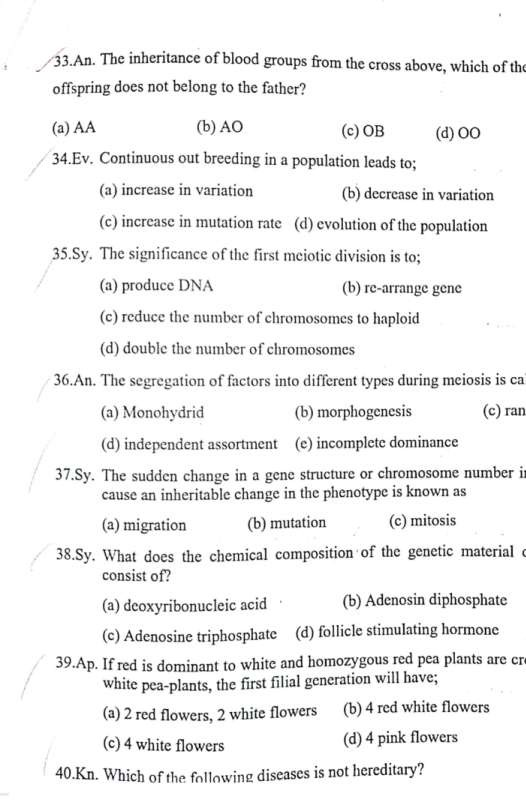 33.An. The inheritance of blood groups from the cross above, which of the
offspring does not belong to the father?
(a) AA (b) AO (c) OB (d) OO
34.Ev. Continuous out breeding in a population leads to;
(a) increase in variation (b) decrease in variation
(c) increase in mutation rate (d) evolution of the population
35.Sy. The significance of the first meiotic division is to;
(a) produce DNA (b) re-arrange gene
(c) reduce the number of chromosomes to haploid
(d) double the number of chromosomes
36.An. The segregation of factors into different types during meiosis is ca
(a) Monohydrid (b) morphogenesis (c) ran
(d) independent assortment (e) incomplete dominance
37.Sy. The sudden change in a gene structure or chromosome number i
cause an inheritable change in the phenotype is known as
(a) migration (b) mutation (c) mitosis
38.Sy. What does the chemical composition of the genetic material
consist of?
(a) deoxyribonucleic acid (b) Adenosin diphosphate
(c) Adenosine triphosphate (d) follicle stimulating hormone
39.Ap. If red is dominant to white and homozygous red pea plants are cr
white pea-plants, the first filial generation will have;
(a) 2 red flowers, 2 white flowers (b) 4 red white flowers
(c) 4 white flowers (d) 4 pink flowers
40.Kn. Which of the following diseases is not hereditary?